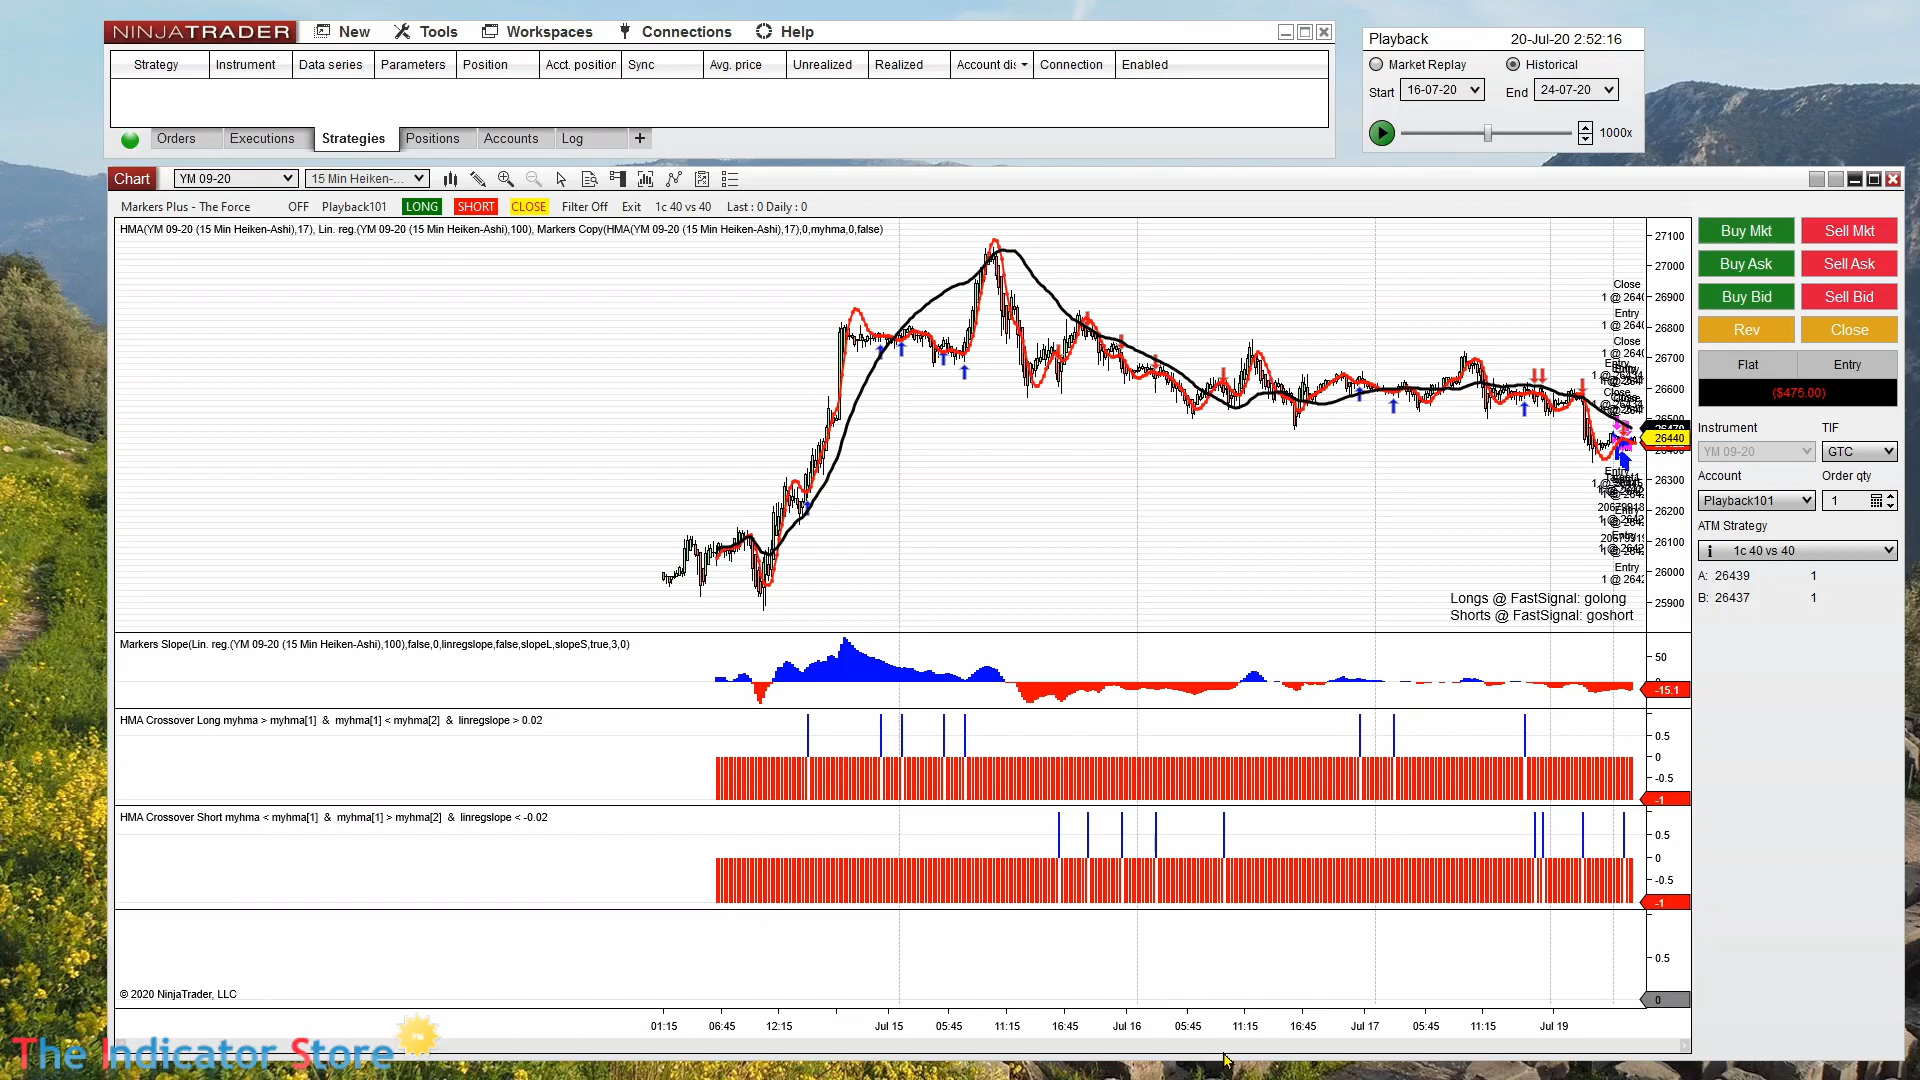 NINJATRADER New Tools Workspaces Connections Help
Strategy Instrument Data series Parameters Position Acct. position Sync Avg. price Unrealized Realized Account dis Connection Enabled
Orders Executions Strategies Positions Accounts Log +
Playback 20-Jul-20 2:52:16
Market Replay Historical
Start 16-07-20 End 24-07-20
1000x
Chart YM 09-20 15 Min Heiken-...
Markers Plus - The Force OFF Playback101 LONG SHORT CLOSE Filter Off Exit 1c 40 vs 40 Last : 0 Daily : 0
HMA(YM 09-20 (15 Min Heiken-Ashi),17), Lin. reg.(YM 09-20 (15 Min Heiken-Ashi),100), Markers Copy(HMA(YM 09-20 (15 Min Heiken-Ashi),17),0,myhma,0,false)
27100
27000
26900
26800
26700
26600
26500
26440
26300
26200
26100
26000
25900
Close
1 @ 264
Entry
1 @ 264
Close
Entry
1 @ 264
Entry
1 @ 264
Longs @ FastSignal: golong
Shorts @ FastSignal: goshort
Markers Slope(Lin. reg.(YM 09-20 (15 Min Heiken-Ashi),100),false,0,linregslope,false,slopeL,slopeS,true,3,0)
50
-15.1
HMA Crossover Long myhma > myhma[1] & myhma[1] < myhma[2] & linregslope > 0.02
0.5
0
-0.5
-1
HMA Crossover Short myhma < myhma[1] & myhma[1] > myhma[2] & linregslope < -0.02
0.5
0
-0.5
-1
0.5
0
© 2020 NinjaTrader, LLC
01:15 06:45 12:15 Jul 15 05:45 11:15 16:45 Jul 16 05:45 11:15 16:45 Jul 17 05:45 11:15 Jul 19
Buy Mkt Sell Mkt
Buy Ask Sell Ask
Buy Bid Sell Bid
Rev Close
Flat Entry
($475.00)
Instrument TIF
YM 09-20 GTC
Account Order qty
Playback101 1
ATM Strategy
i 1c 40 vs 40
A: 26439 1
B: 26437 1
The Indicator Store